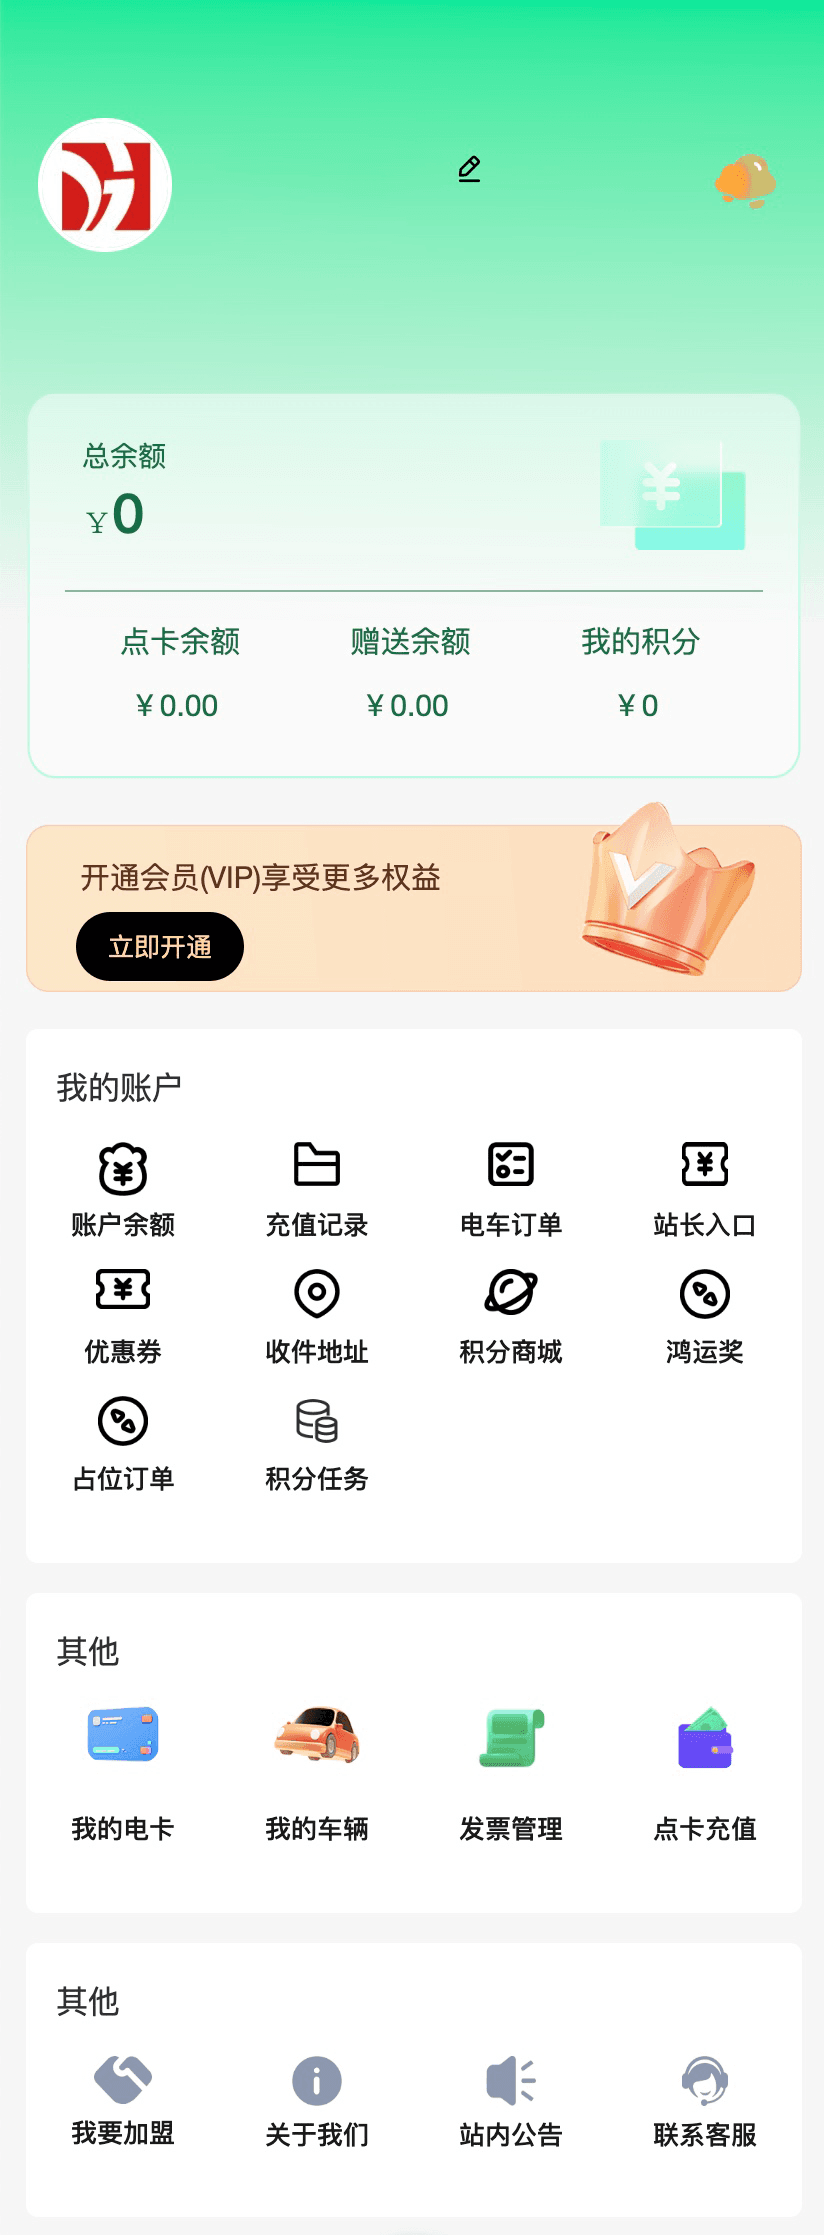 总余额
￥0
点卡余额 赠送余额 我的积分
￥0.00 ￥0.00 ￥0
开通会员(VIP)享受更多权益
立即开通
我的账户
账户余额 充值记录 电车订单 站长入口
优惠券 收件地址 积分商城 鸿运奖
占位订单 积分任务
其他
我的电卡 我的车辆 发票管理 点卡充值
其他
我要加盟 关于我们 站内公告 联系客服